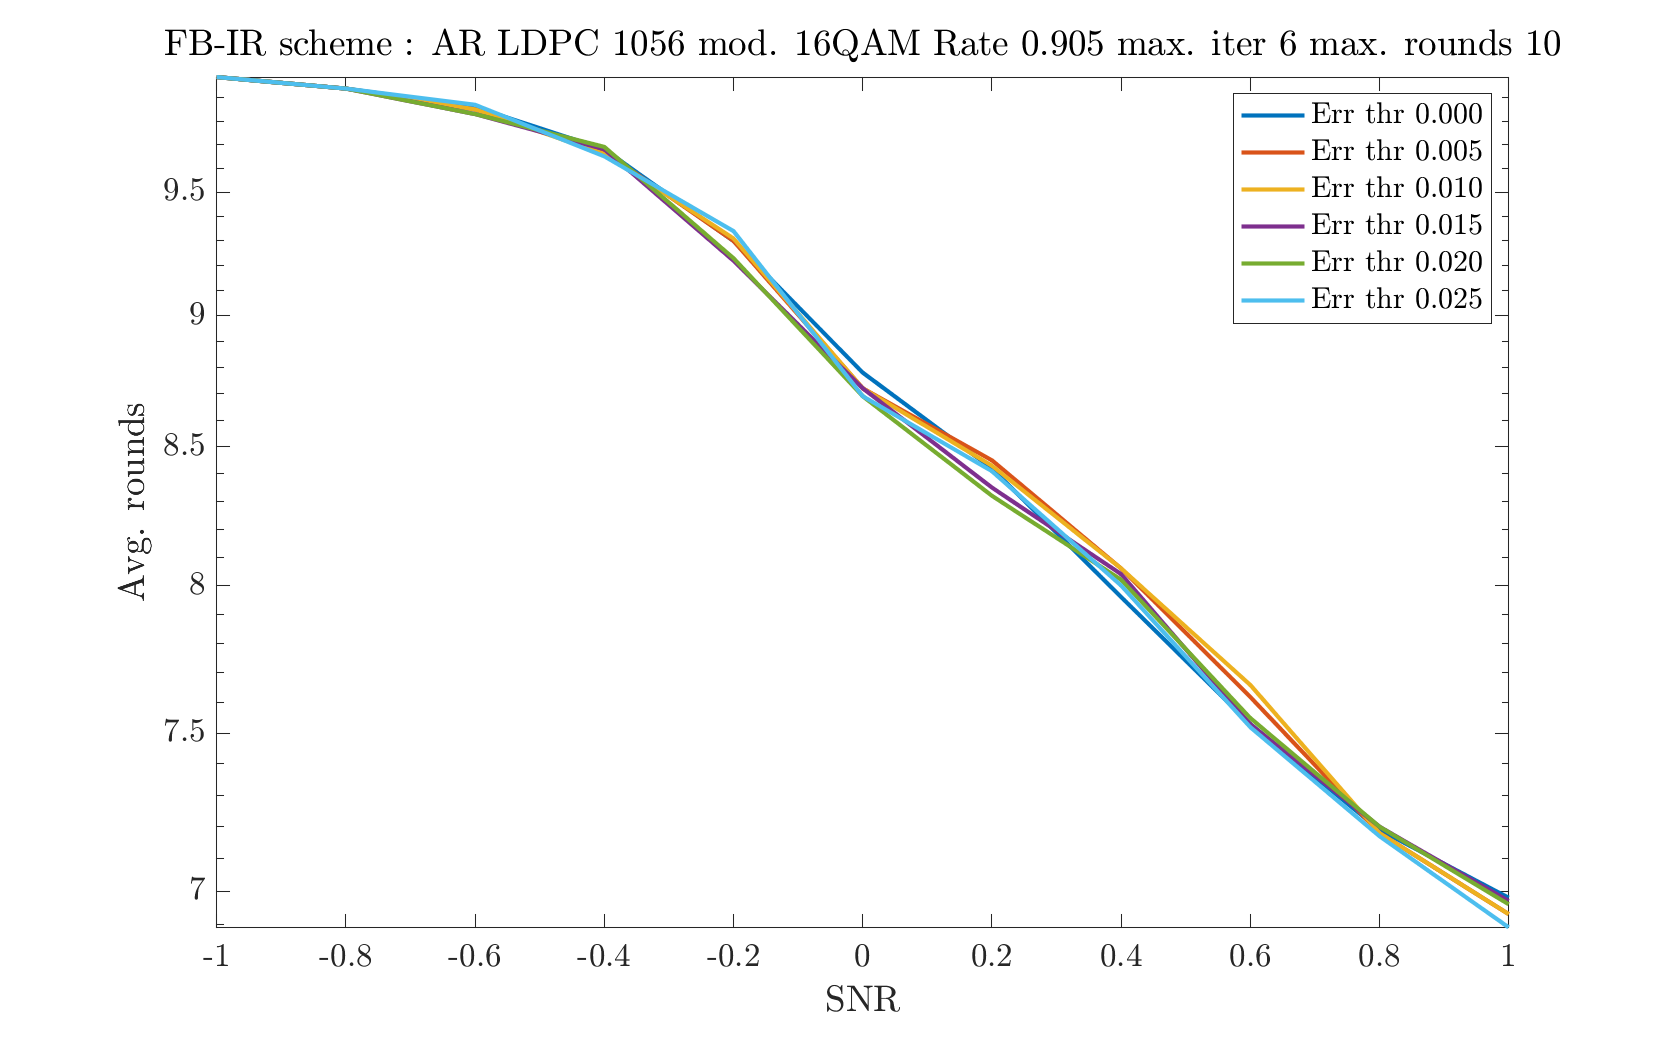 FB-IR scheme : AR LDPC 1056 mod. 16QAM Rate 0.905 max. iter 6 max. rounds 10
Err thr 0.000
Err thr 0.005
Err thr 0.010
Err thr 0.015
Err thr 0.020
Err thr 0.025
9.5
9
8.5
8
7.5
7
Avg. rounds
-1 -0.8 -0.6 -0.4 -0.2 0 0.2 0.4 0.6 0.8 1
SNR